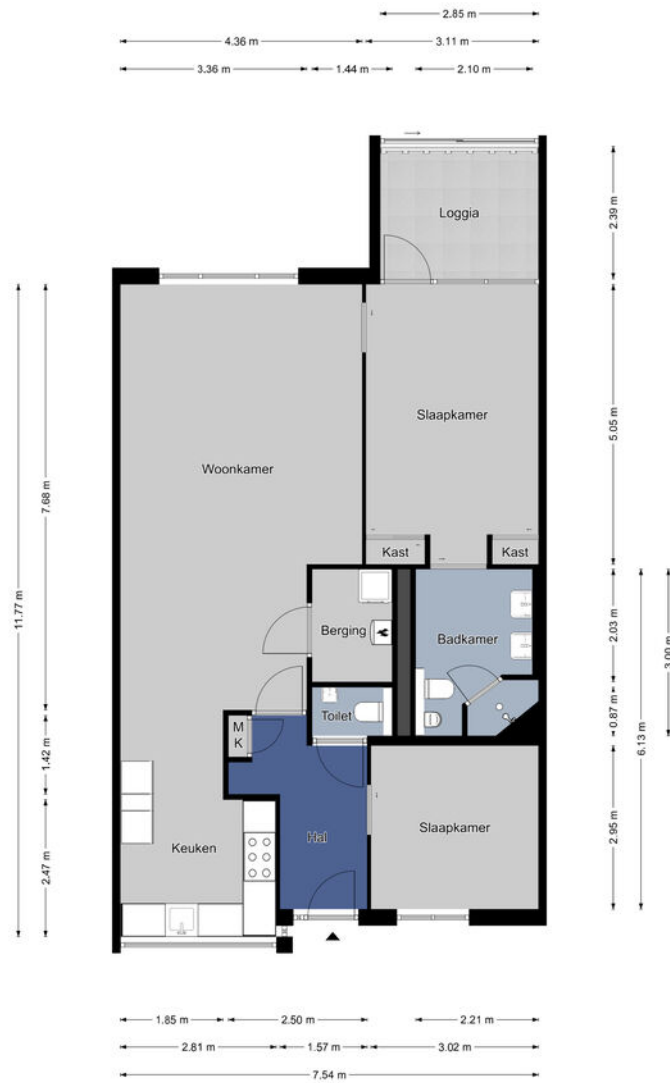 2.85 m
4.36 m
3.11 m
3.36 m
1.44 m
2.10 m
Loggia
2.39 m
Slaapkamer
5.05 m
Woonkamer
7.68 m
11.77 m
Kast
Kast
Berging
Badkamer
2.03 m
3.00 m
Toilet
0.87 m
6.13 m
M
K
1.42 m
Hal
Slaapkamer
Keuken
2.47 m
2.95 m
1.85 m
2.50 m
2.21 m
2.81 m
1.57 m
3.02 m
7.54 m